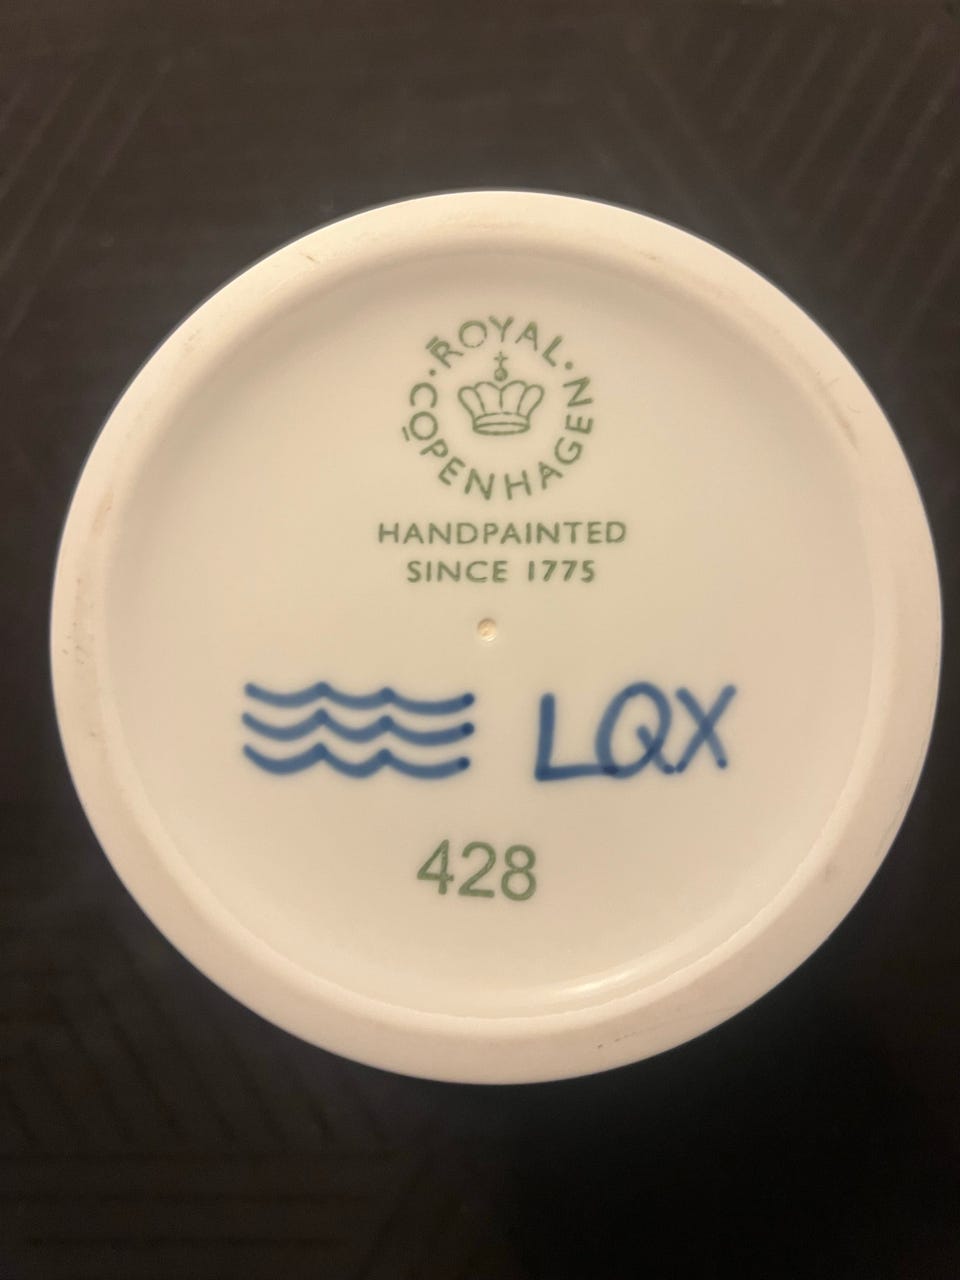 ROYAL · COPENHAGEN ·
HANDPAINTED
SINCE 1775
LQX
428